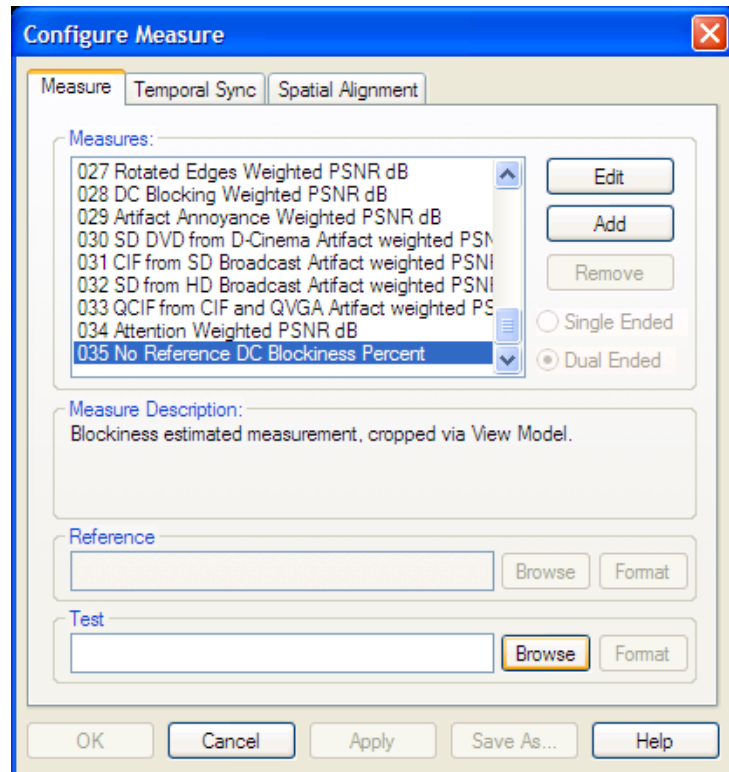 Configure Measure
Measure Temporal Sync Spatial Alignment
Measures:
027 Rotated Edges Weighted PSNR dB
028 DC Blocking Weighted PSNR dB
029 Artifact Annoyance Weighted PSNR dB
030 SD DVD from D-Cinema Artifact weighted PSN
031 CIF from SD Broadcast Artifact weighted PSN
032 SD from HD Broadcast Artifact weighted PSN
033 QCIF from CIF and QVGA Artifact weighted PS
034 Attention Weighted PSNR dB
035 No Reference DC Blockiness Percent
Edit
Add
Remove
Single Ended
Dual Ended
Measure Description:
Blockiness estimated measurement, cropped via View Model.
Reference
Browse Format
Test
Browse Format
OK Cancel Apply Save As... Help